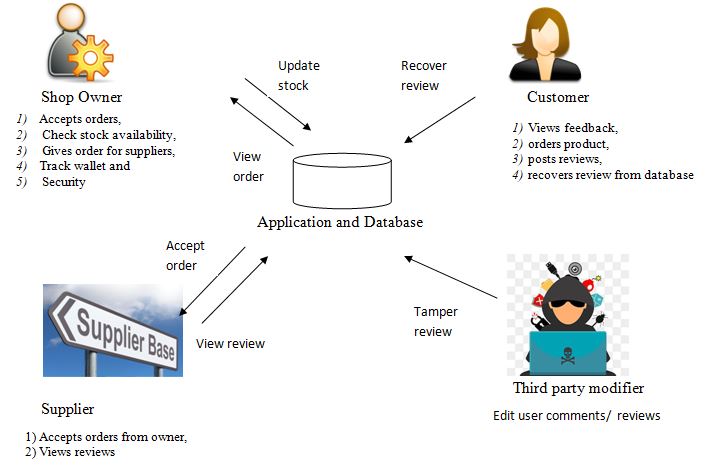 Update
stock
Recover
review
Shop Owner
1) Accepts orders,
2) Check stock availability,
3) Gives order for suppliers,
4) Track wallet and
5) Security
Customer
1) Views feedback,
2) orders product,
3) posts reviews,
4) recovers review from database
View
order
Application and Database
Accept
order
Supplier Base
View review
Tamper
review
Third party modifier
Edit user comments/ reviews
Supplier
1) Accepts orders from owner,
2) Views reviews